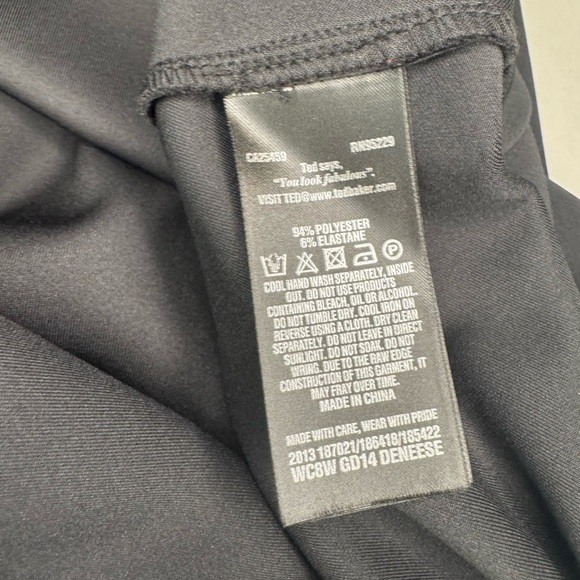 CA25459 RN95229
Ted says,
"You look fabulous".
VISIT TED@www.tedbaker.com
94% POLYESTER
6% ELASTANE
P
COOL HAND WASH SEPARATELY, INSIDE
OUT. DO NOT USE PRODUCTS
CONTAINING BLEACH, OIL OR ALCOHOL.
DO NOT TUMBLE DRY. COOL IRON ON
REVERSE USING A CLOTH. DRY CLEAN
SEPARATELY. DO NOT LEAVE IN DIRECT
SUNLIGHT. DO NOT SOAK. DO NOT
WRING. DUE TO THE RAW EDGE
CONSTRUCTION OF THIS GARMENT, IT
MAY FRAY OVER TIME.
MADE IN CHINA
MADE WITH CARE, WEAR WITH PRIDE
2013 187021/186418/185422
WC8W GD14 DENEESE